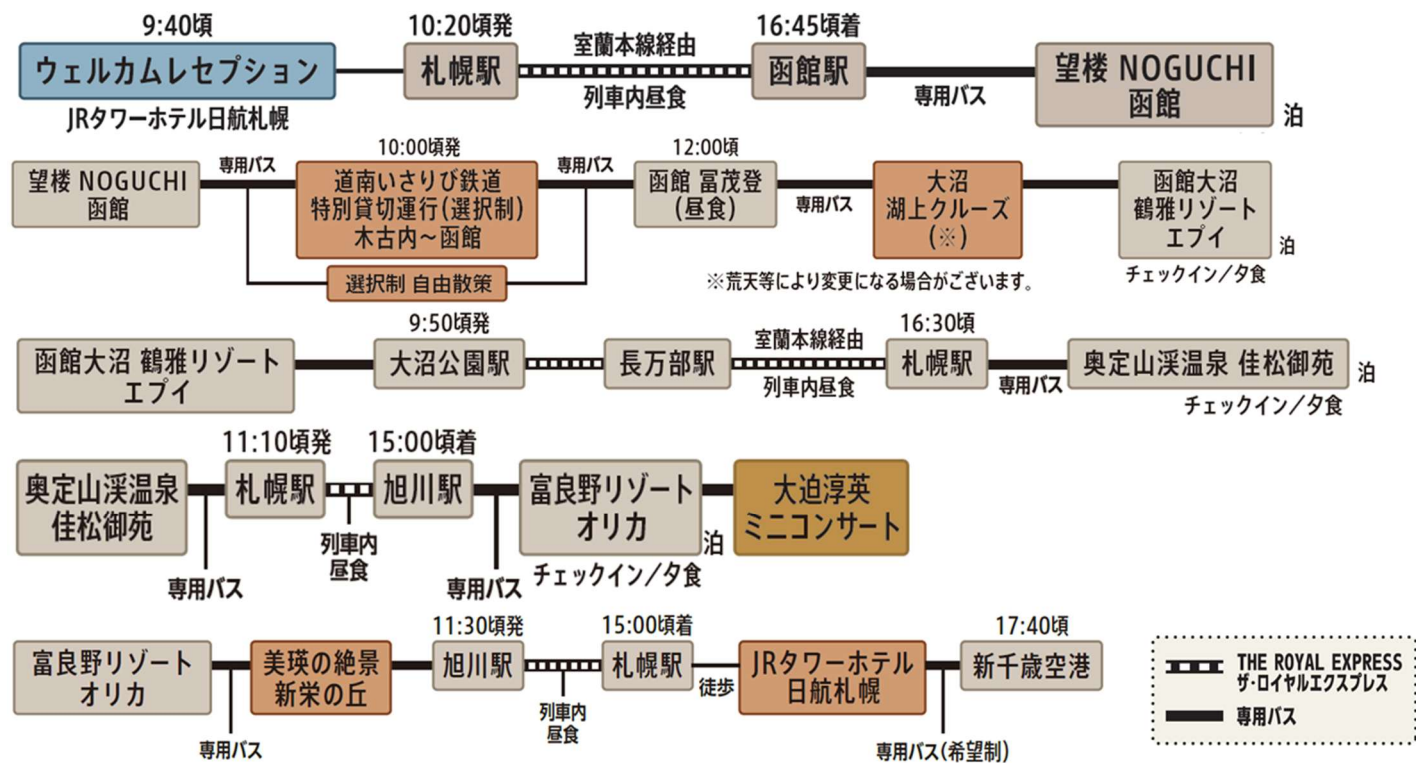 9:40頃
10:20頃発
16:45頃着
ウェルカムレセプション
札幌駅
室蘭本線経由
列車内昼食
函館駅
専用バス
望楼 NOGUCHI
函館
泊
JRタワーホテル日航札幌
望楼 NOGUCHI
函館
専用バス
10:00頃発
道南いさりび鉄道
特別貸切運行(選択制)
木古内～函館
選択制 自由散策
専用バス
12:00頃
函館 冨茂登
(昼食)
専用バス
大沼
湖上クルーズ
(※)
函館大沼
鶴雅リゾート
エプイ
泊
チェックイン／夕食
※荒天等により変更になる場合がございます。
函館大沼 鶴雅リゾート
エプイ
9:50頃発
大沼公園駅
長万部駅
室蘭本線経由
列車内昼食
16:30頃
札幌駅
専用バス
奥定山渓温泉 佳松御苑
泊
チェックイン／夕食
奥定山渓温泉
佳松御苑
専用バス
11:10頃発
札幌駅
列車内
昼食
15:00頃着
旭川駅
専用バス
富良野リゾート
オリカ
泊
チェックイン／夕食
大迫淳英
ミニコンサート
富良野リゾート
オリカ
専用バス
美瑛の絶景
新栄の丘
11:30頃発
旭川駅
列車内
昼食
15:00頃着
札幌駅
徒歩
JRタワーホテル
日航札幌
専用バス(希望制)
17:40頃
新千歳空港
THE ROYAL EXPRESS
ザ・ロイヤルエクスプレス
専用バス